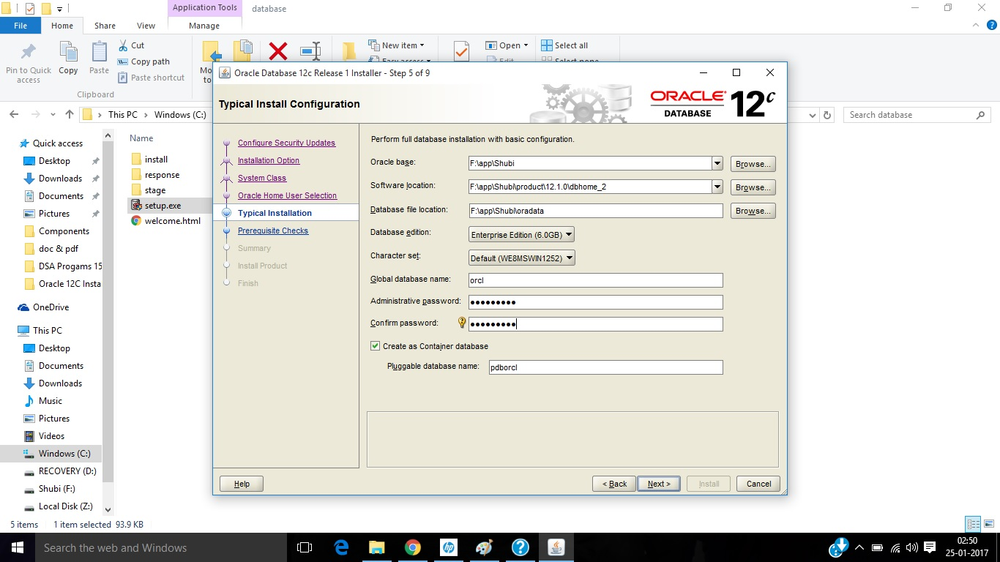 Application Tools
database
File
Home
Share
View
Manage
Pin to Quick access
Copy
Paste
Cut
Copy path
Paste shortcut
Clipboard
New item
Open
Edit
Select all
This PC > Windows (C:)
Search database
Quick access
Desktop
Downloads
Documents
Pictures
Components
doc & pdf
DSA Progams 15
Oracle 12C Insta
OneDrive
This PC
Desktop
Documents
Downloads
Music
Pictures
Videos
Windows (C:)
RECOVERY (D:)
Shubi (F:)
Local Disk (Z:)
Name
install
response
stage
setup.exe
welcome.html
Oracle Database 12c Release 1 Installer - Step 5 of 9
Typical Install Configuration
ORACLE
DATABASE
12c
Configure Security Updates
Installation Option
System Class
Oracle Home User Selection
Typical Installation
Prerequisite Checks
Summary
Install Product
Finish
Perform full database installation with basic configuration.
Oracle base: F:\app\Shubi Browse...
Software location: F:\app\Shubi\product\12.1.0\dbhome_2 Browse...
Database file location: F:\app\Shubi\oradata Browse...
Database edition: Enterprise Edition (6.0GB)
Character set: Default (WE8MSWIN1252)
Global database name: orcl
Administrative password: ●●●●●●●●●
Confirm password: ●●●●●●●●●
Create as Container database
Pluggable database name: pdborcl
Help
< Back
Next >
Install
Cancel
5 items
1 item selected 93.9 KB
Search the web and Windows
02:50
25-01-2017